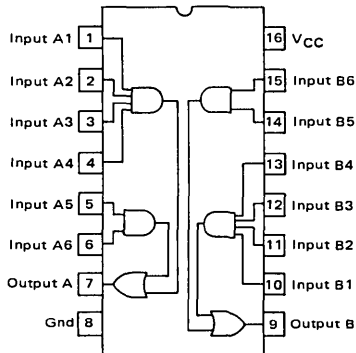 Input A1 1
Input A2 2
Input A3 3
Input A4 4
Input A5 5
Input A6 6
Output A 7
Gnd 8
16 VCC
15 Input B6
14 Input B5
13 Input B4
12 Input B3
11 Input B2
10 Input B1
9 Output B